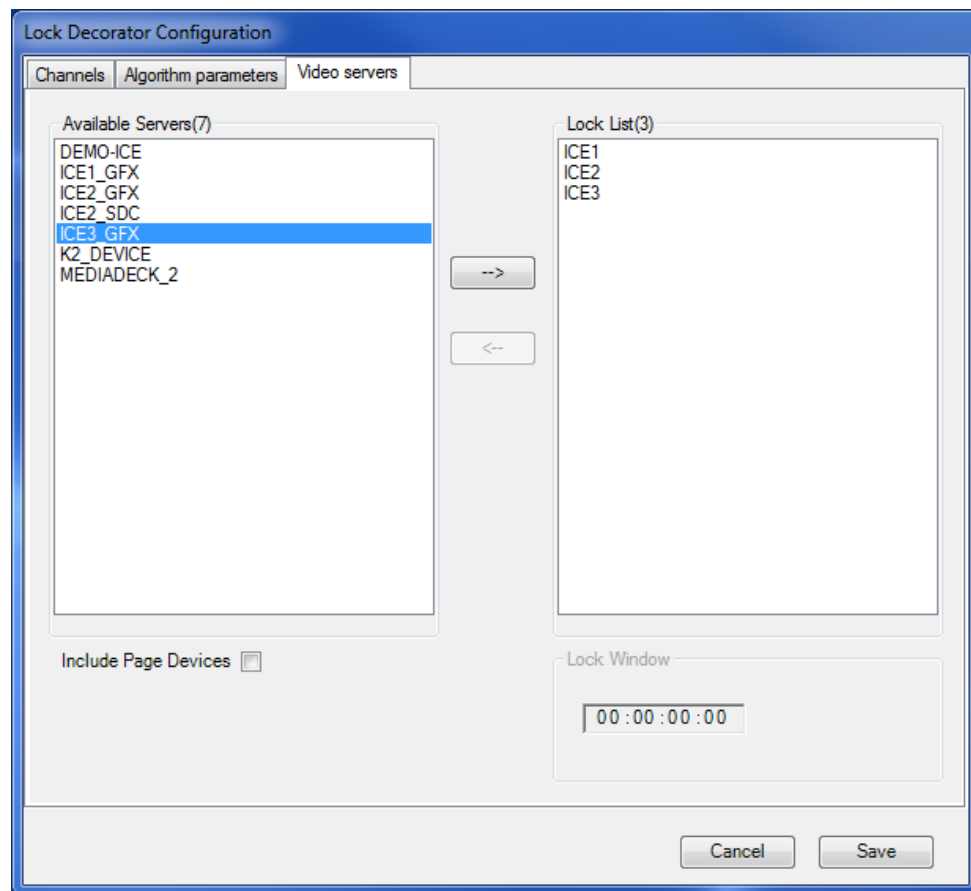 Lock Decorator Configuration
Channels Algorithm parameters Video servers
Available Servers(7)
DEMO-ICE
ICE1_GFX
ICE2_GFX
ICE2_SDC
ICE3_GFX
K2_DEVICE
MEDIADECK_2
-->
<--
Lock List(3)
ICE1
ICE2
ICE3
Include Page Devices
Lock Window
00:00:00:00
Cancel Save